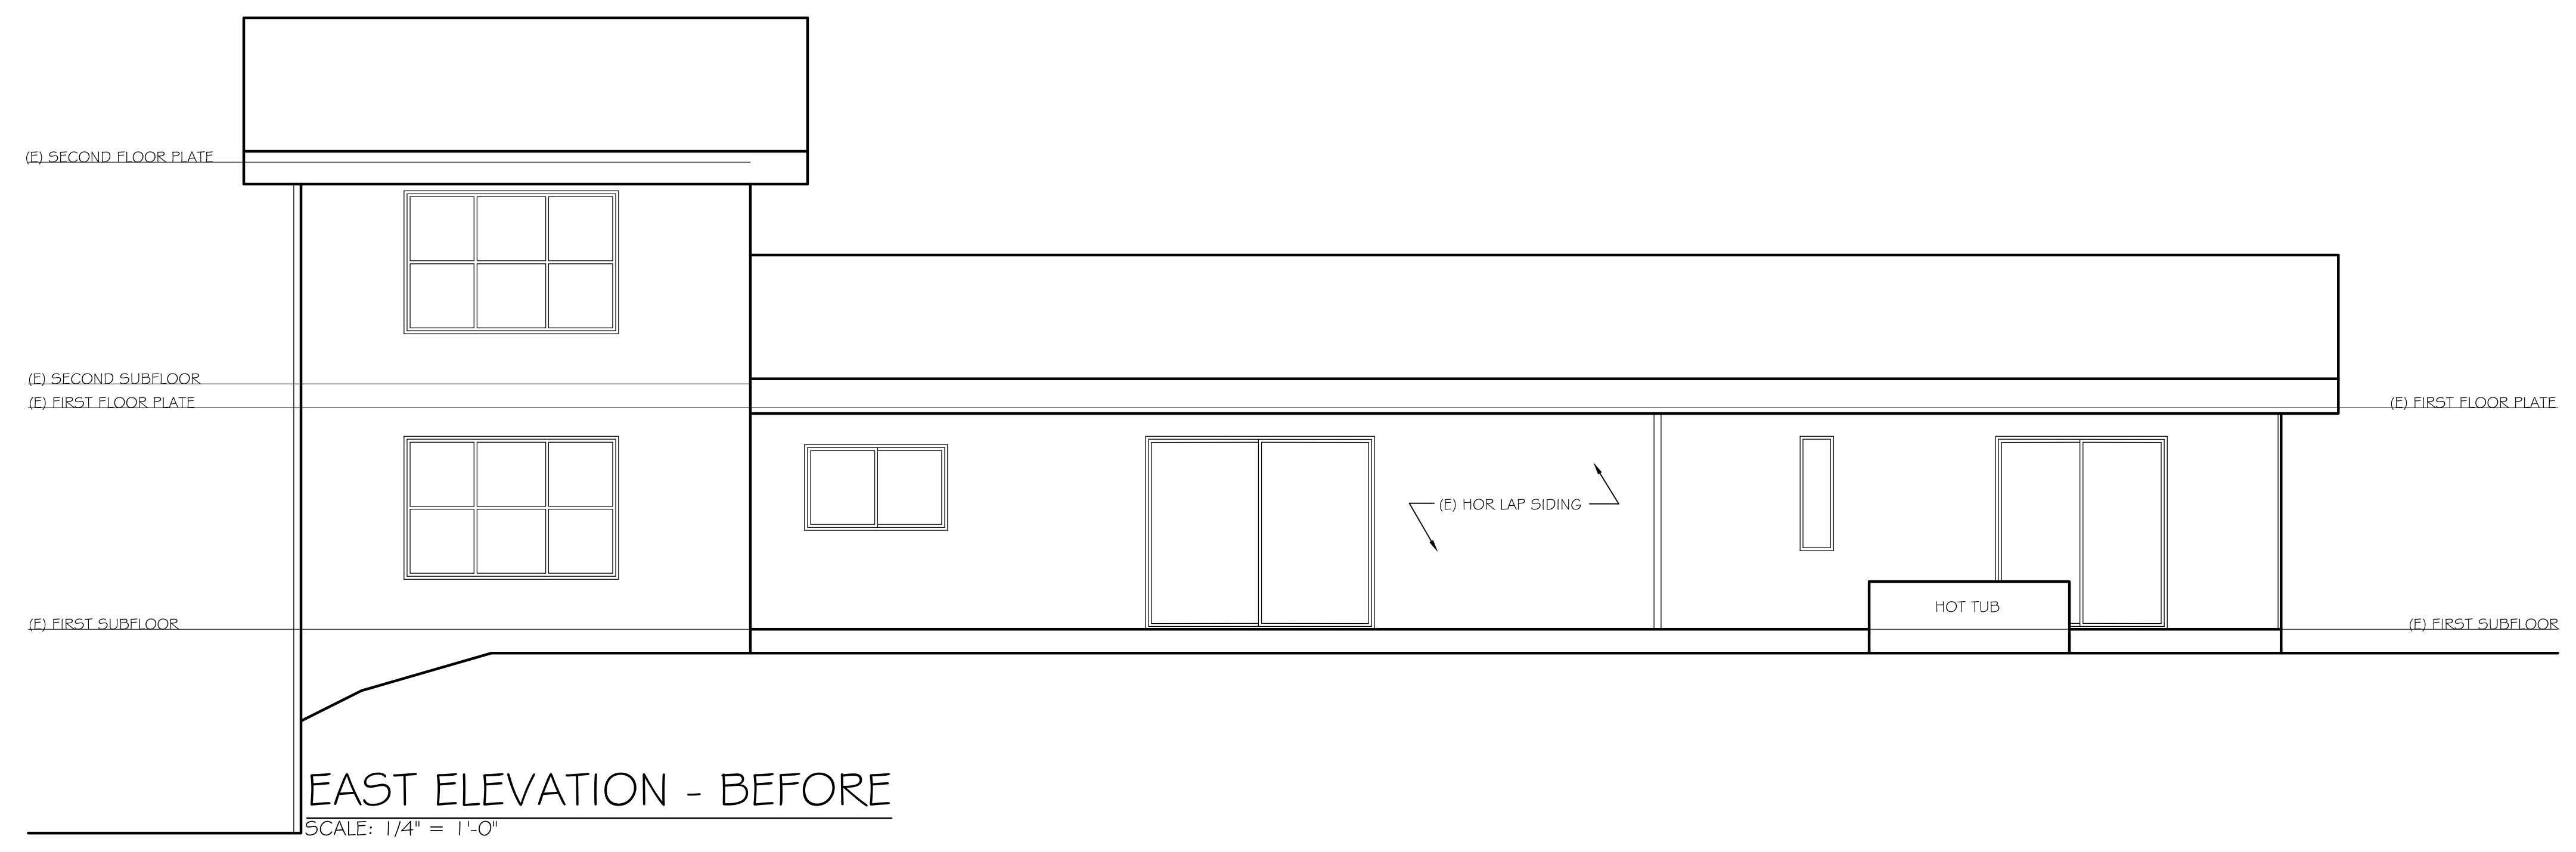 (E) SECOND FLOOR PLATE
(E) SECOND SUBFLOOR
(E) FIRST FLOOR PLATE
(E) FIRST FLOOR PLATE
(E) HOR LAP SIDING
HOT TUB
(E) FIRST SUBFLOOR
(E) FIRST SUBFLOOR
EAST ELEVATION - BEFORE
SCALE: 1/4" = 1'-0"